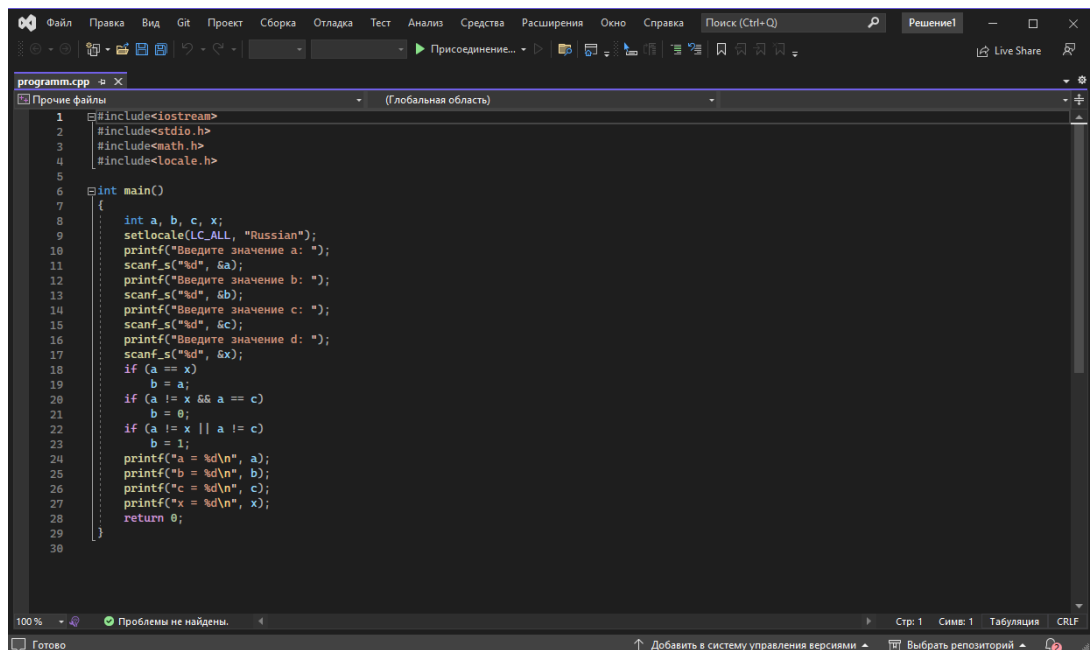 Файл Правка Вид Git Проект Сборка Отладка Тест Анализ Средства Расширения Окно Справка Поиск (Ctrl+Q) Решение1
Присоединение... Live Share
programm.cpp
Прочие файлы (Глобальная область)
1 #include<iostream>
2 #include<stdio.h>
3 #include<math.h>
4 #include<locale.h>
5
6 int main()
7 {
8 int a, b, c, x;
9 setlocale(LC_ALL, "Russian");
10 printf("Введите значение a: ");
11 scanf_s("%d", &a);
12 printf("Введите значение b: ");
13 scanf_s("%d", &b);
14 printf("Введите значение c: ");
15 scanf_s("%d", &c);
16 printf("Введите значение d: ");
17 scanf_s("%d", &x);
18 if (a == x)
19 b = a;
20 if (a != x && a == c)
21 b = 0;
22 if (a != x || a != c)
23 b = 1;
24 printf("a = %d\n", a);
25 printf("b = %d\n", b);
26 printf("c = %d\n", c);
27 printf("x = %d\n", x);
28 return 0;
29 }
30
100 % Проблемы не найдены. Стр: 1 Симв: 1 Табуляция CRLF
Готово Добавить в систему управления версиями Выбрать репозиторий 2